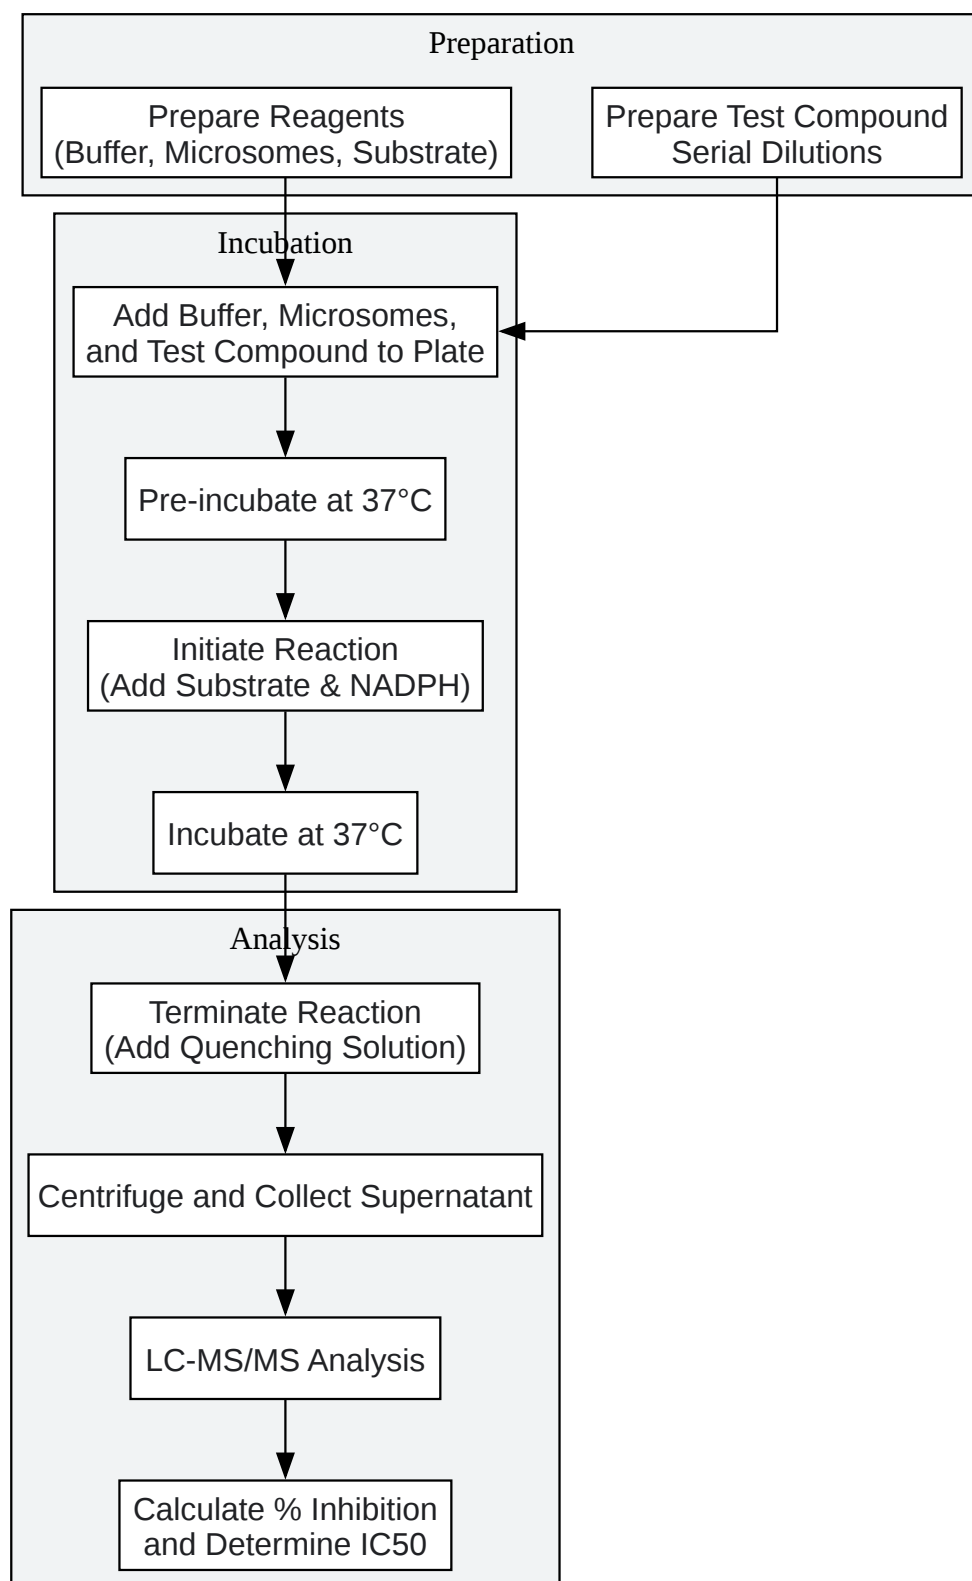 Preparation
Prepare Reagents
(Buffer, Microsomes, Substrate)
Prepare Test Compound
Serial Dilutions
Incubation
Add Buffer, Microsomes,
and Test Compound to Plate
Pre-incubate at 37°C
Initiate Reaction
(Add Substrate & NADPH)
Incubate at 37°C
Analysis
Terminate Reaction
(Add Quenching Solution)
Centrifuge and Collect Supernatant
LC-MS/MS Analysis
Calculate % Inhibition
and Determine IC50